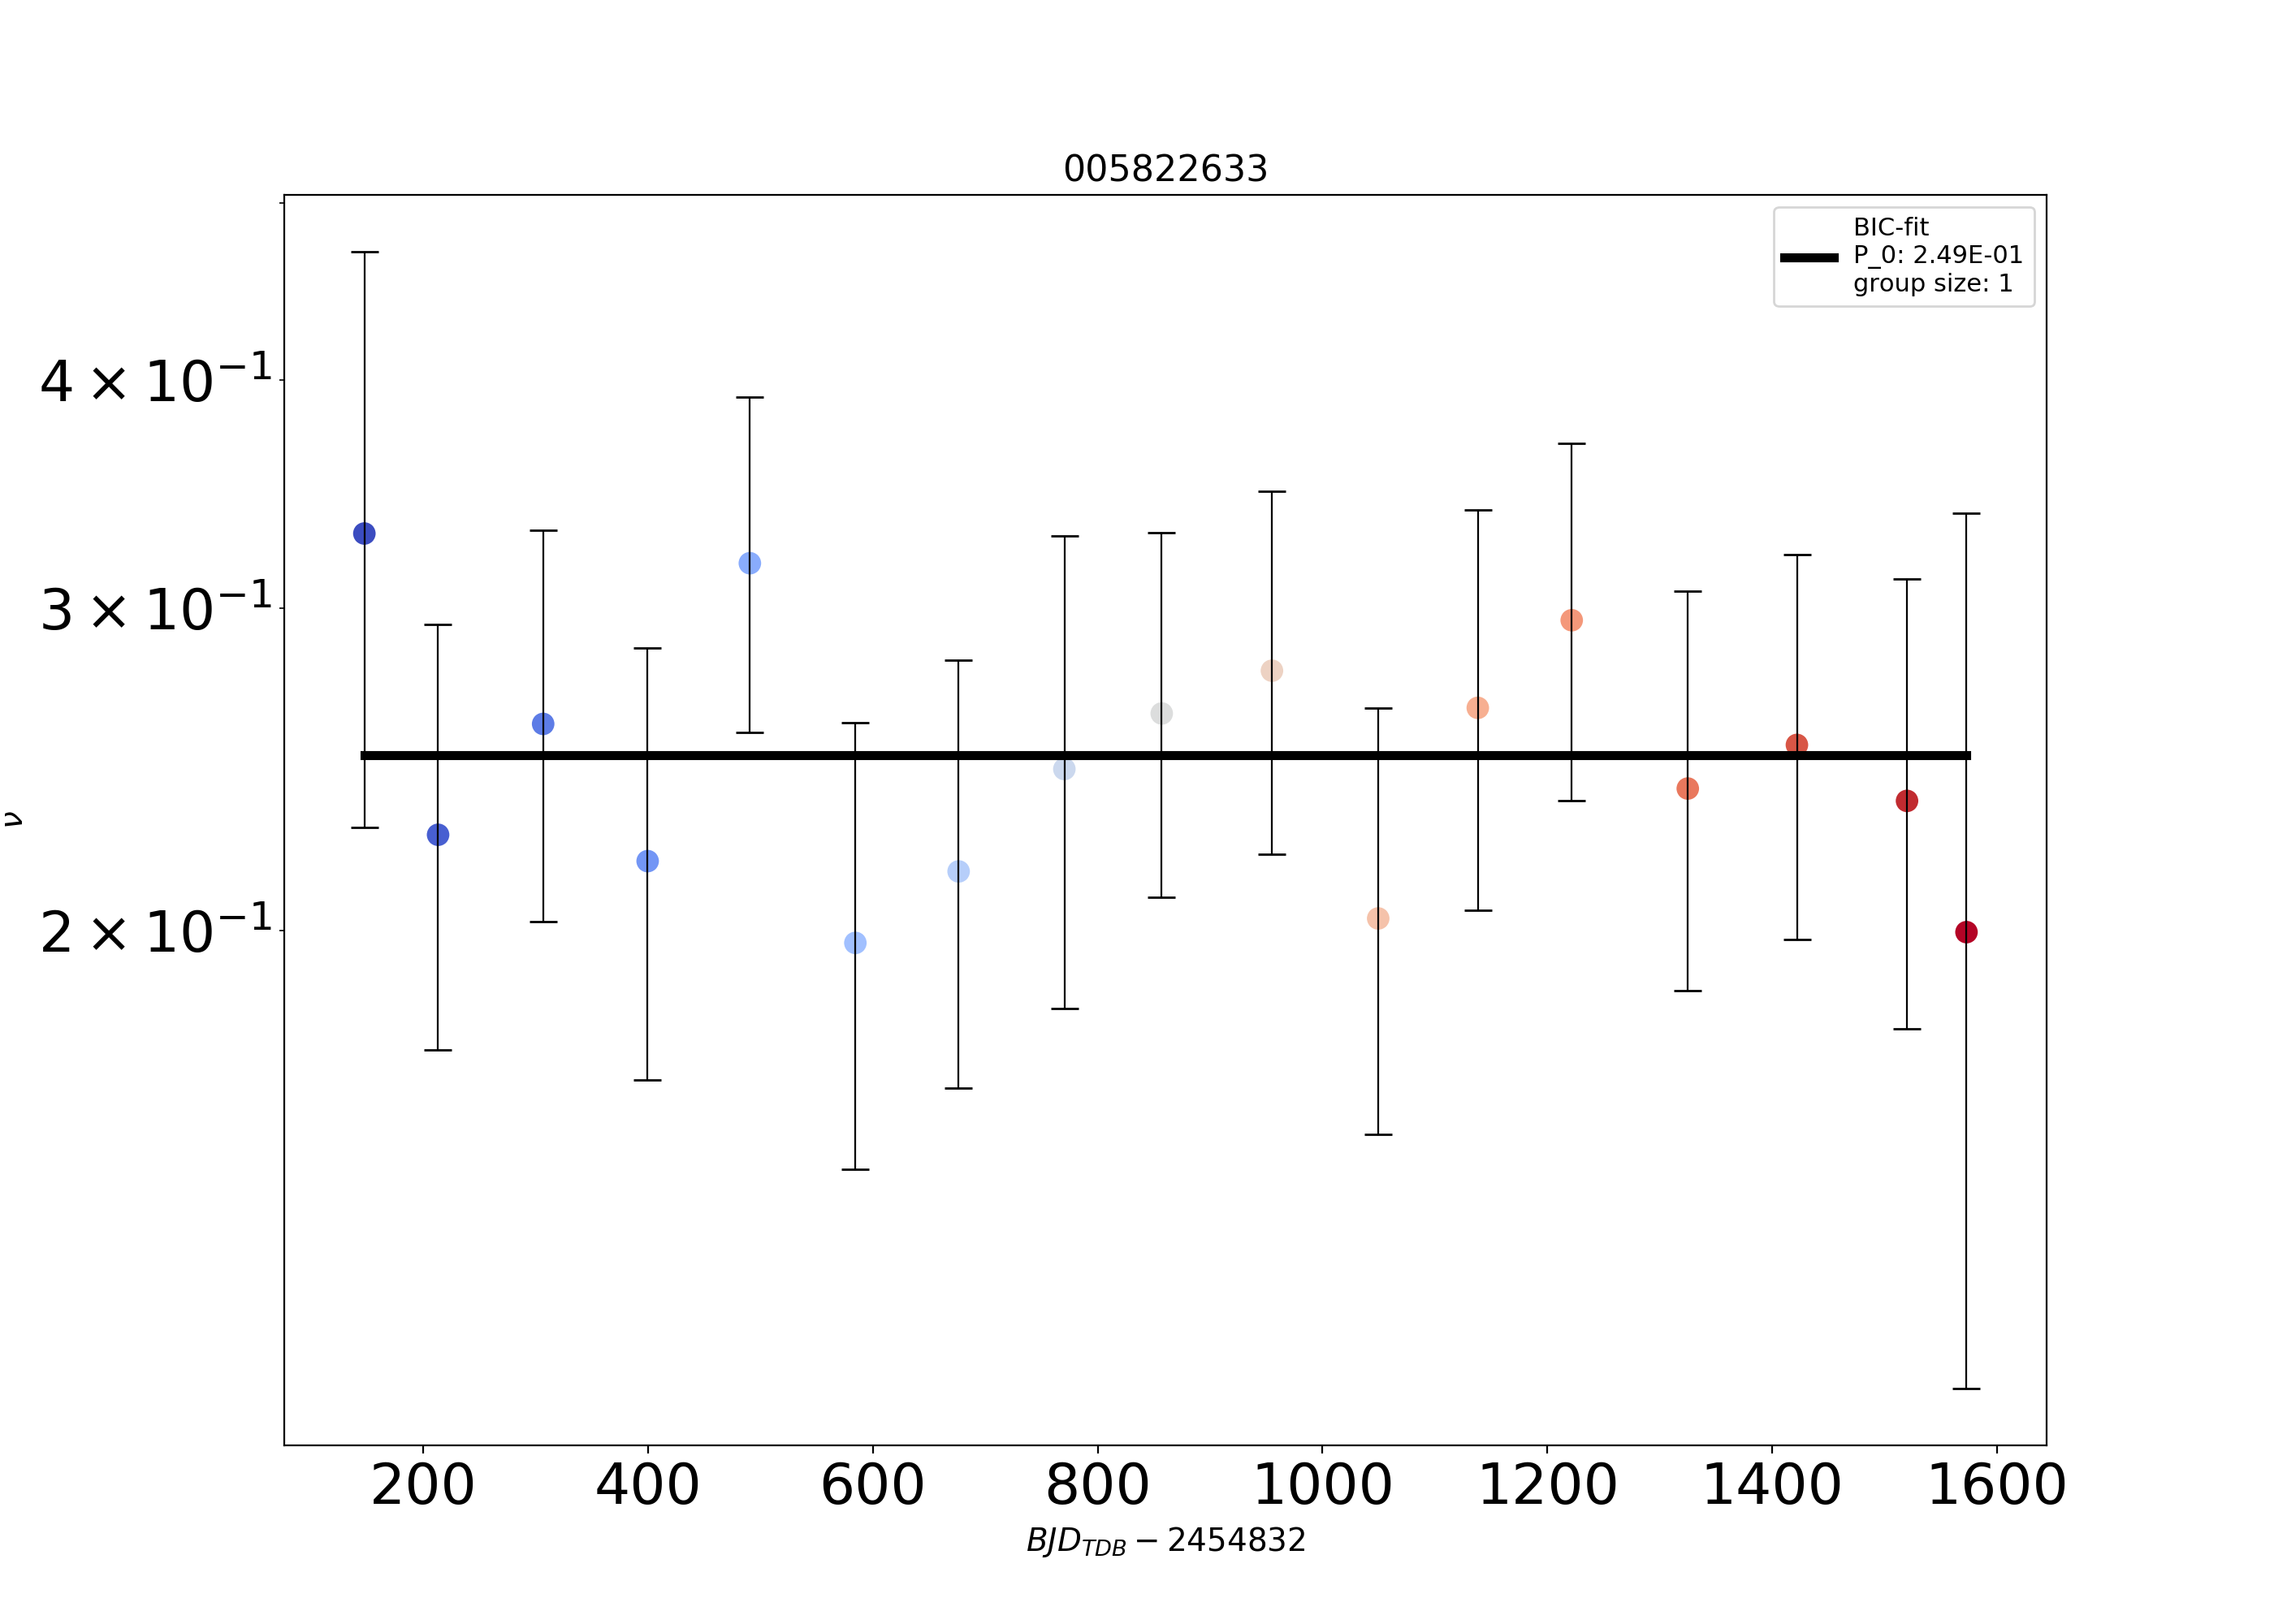 005822633
BIC-fit
P_0: 2.49E-01
group size: 1
4 × 10⁻¹
3 × 10⁻¹
2 × 10⁻¹
ν
200 400 600 800 1000 1200 1400 1600
BJD_TDB − 2454832